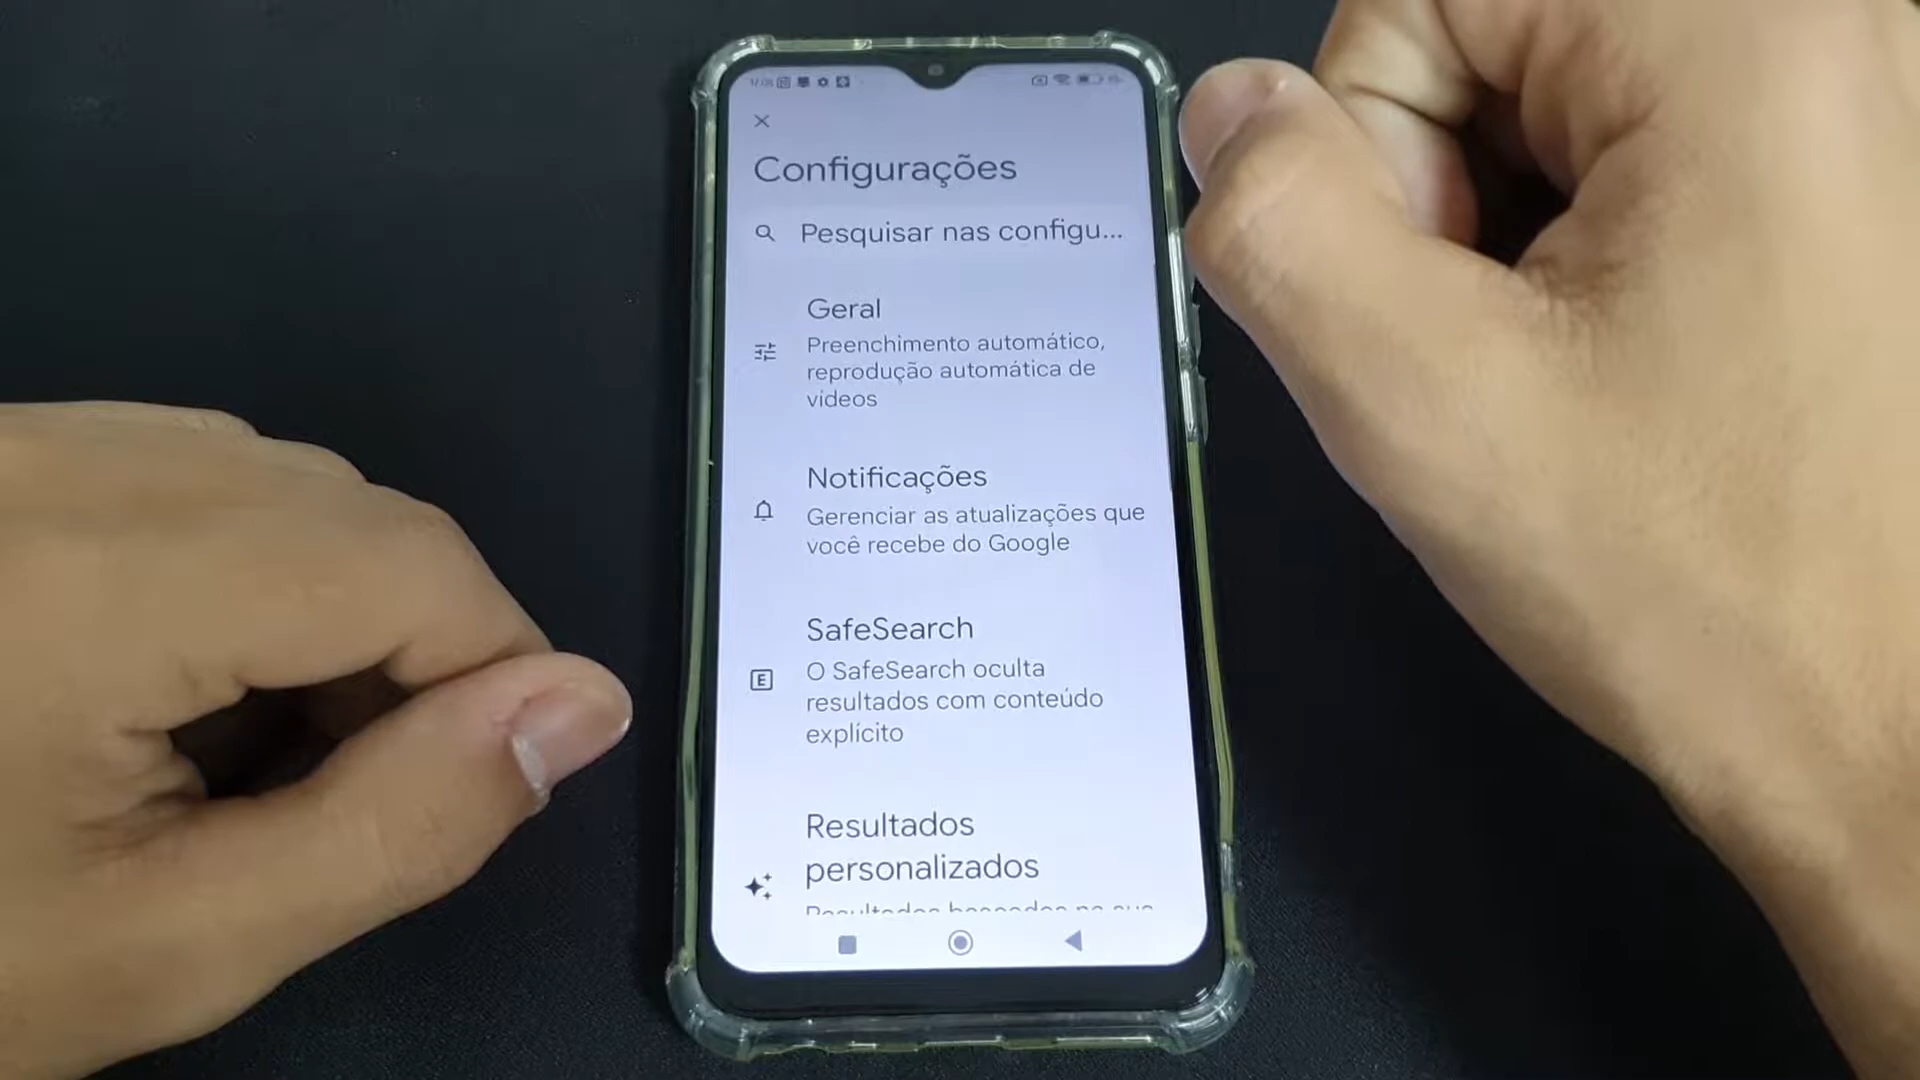 Configurações
Pesquisar nas configu...
Geral
Preenchimento automático,
reprodução automática de
vídeos
Notificações
Gerenciar as atualizações que
você recebe do Google
SafeSearch
E
O SafeSearch oculta
resultados com conteúdo
explícito
Resultados
personalizados